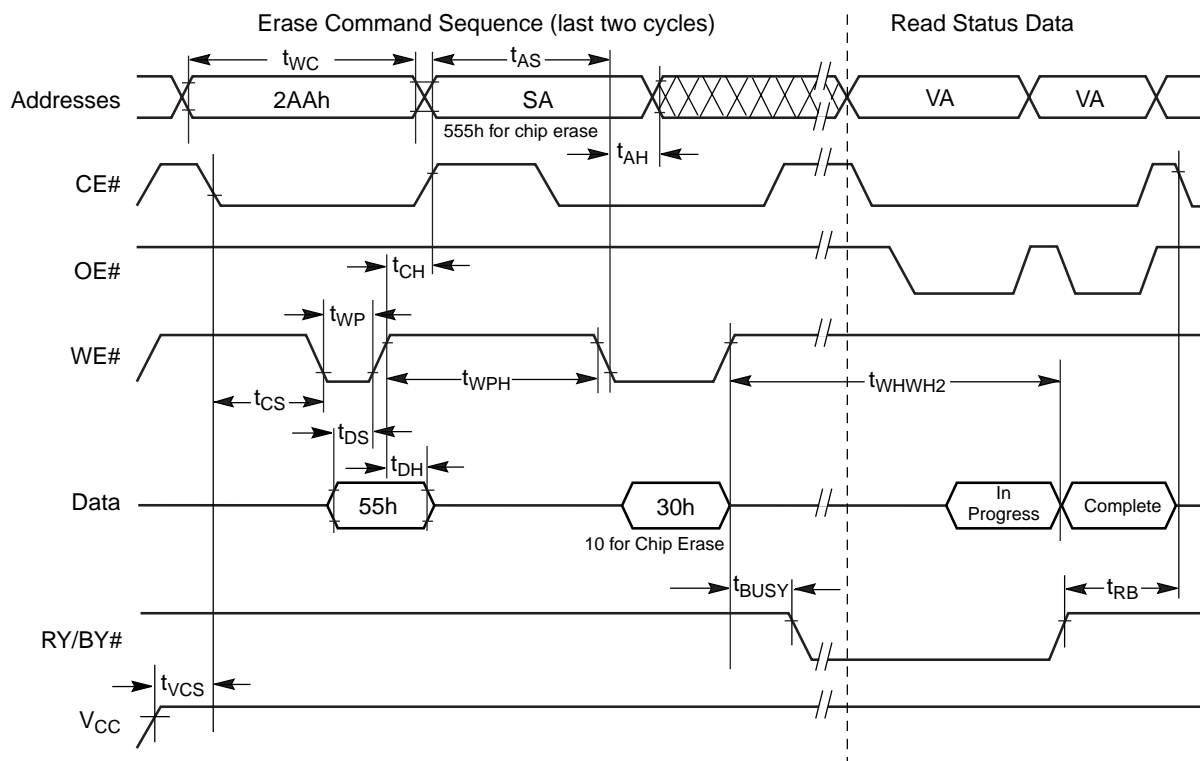 Erase Command Sequence (last two cycles)
Read Status Data
tWC
tAS
Addresses
2AAh
SA
VA
VA
555h for chip erase
tAH
CE#
OE#
tCH
tWP
WE#
tWPH
tWHWH2
tCS
tDS
tDH
Data
55h
30h
In
Progress
Complete
10 for Chip Erase
tBUSY
tRB
RY/BY#
tVCS
VCC